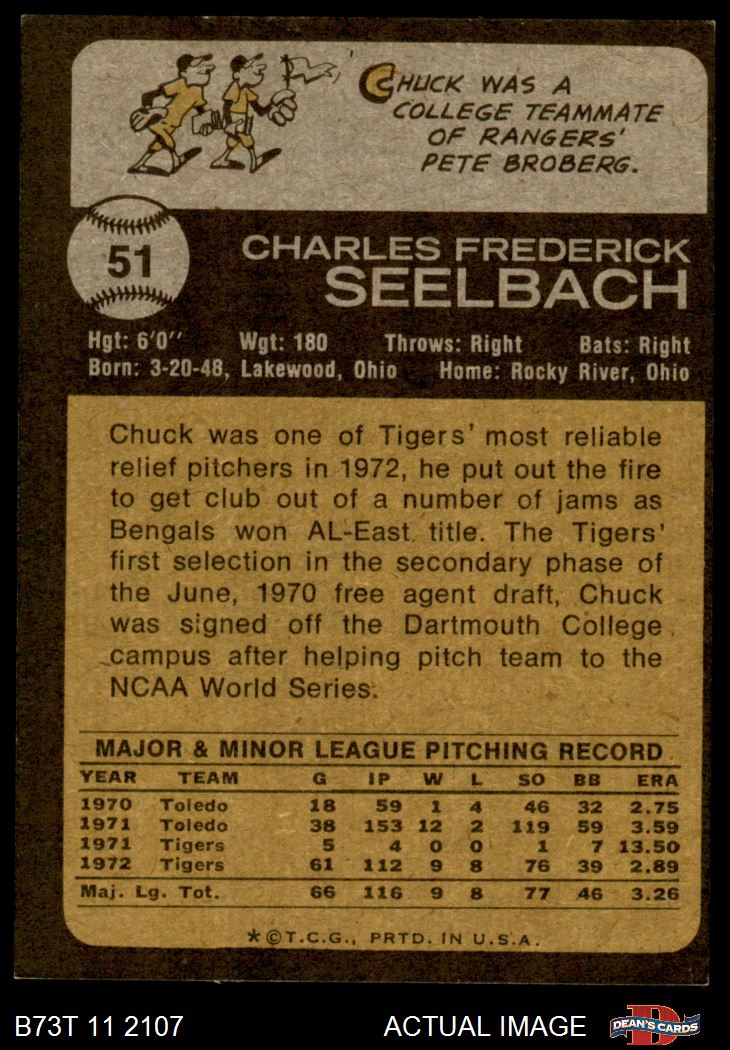 CHUCK WAS A
COLLEGE TEAMMATE
OF RANGERS'
PETE BROBERG.
51
CHARLES FREDERICK
SEELBACH
Hgt: 6'0" Wgt: 180 Throws: Right Bats: Right
Born: 3-20-48, Lakewood, Ohio Home: Rocky River, Ohio
Chuck was one of Tigers' most reliable
relief pitchers in 1972, he put out the fire
to get club out of a number of jams as
Bengals won AL-East title. The Tigers'
first selection in the secondary phase of
the June, 1970 free agent draft, Chuck
was signed off the Dartmouth College
campus after helping pitch team to the
NCAA World Series.
MAJOR & MINOR LEAGUE PITCHING RECORD
YEAR TEAM G IP W L SO BB ERA
1970 Toledo 18 59 1 4 46 32 2.75
1971 Toledo 38 153 12 2 119 59 3.59
1971 Tigers 5 4 0 0 1 7 13.50
1972 Tigers 61 112 9 8 76 39 2.89
Maj. Lg. Tot. 66 116 9 8 77 46 3.26
*©T.C.G., PRTD. IN U.S.A.
B73T 11 2107 ACTUAL IMAGE D DEAN'S CARDS